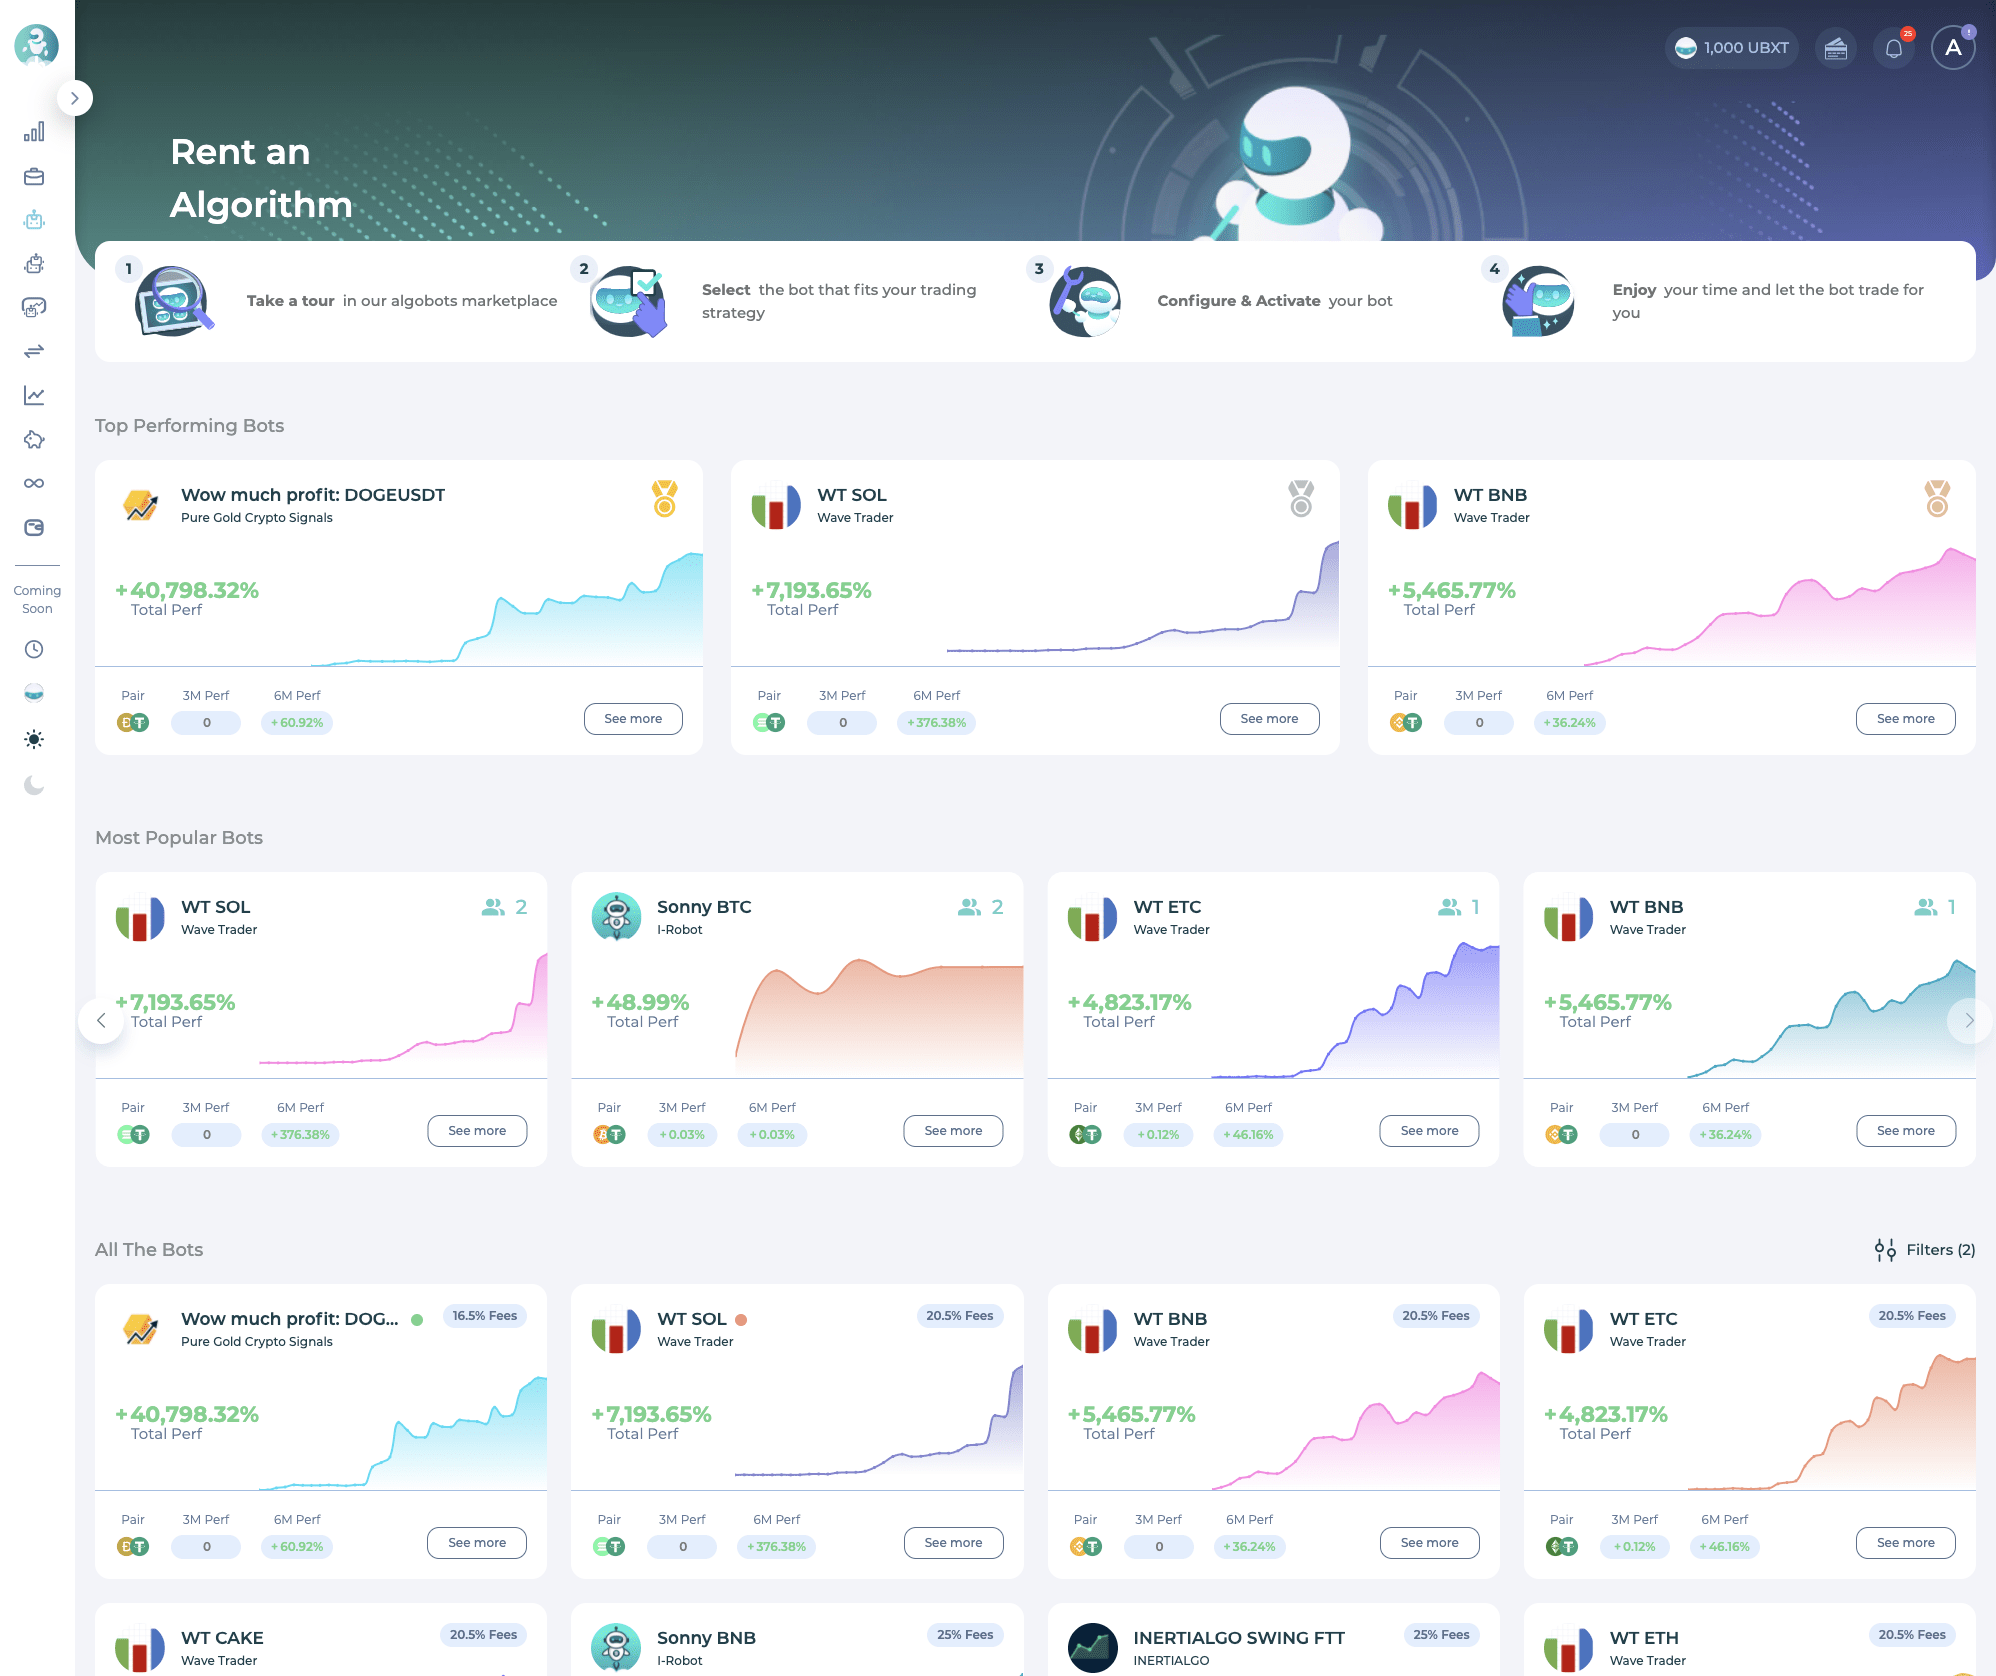 1,000 UBXT
25
!
A
Rent an
Algorithm
1
Take a tour in our algobots marketplace
2
Select the bot that fits your trading
strategy
3
Configure & Activate your bot
4
Enjoy your time and let the bot trade for
you
Coming
Soon
Top Performing Bots
Wow much profit: DOGEUSDT
Pure Gold Crypto Signals
+40,798.32%
Total Perf
Pair 3M Perf 6M Perf
0 +60.92%
See more
WT SOL
Wave Trader
+7,193.65%
Total Perf
Pair 3M Perf 6M Perf
0 +376.38%
See more
WT BNB
Wave Trader
+5,465.77%
Total Perf
Pair 3M Perf 6M Perf
0 +36.24%
See more
Most Popular Bots
WT SOL 2
Wave Trader
+7,193.65%
Total Perf
Pair 3M Perf 6M Perf
0 +376.38%
See more
Sonny BTC 2
I-Robot
+48.99%
Total Perf
Pair 3M Perf 6M Perf
+0.03% +0.03%
See more
WT ETC 1
Wave Trader
+4,823.17%
Total Perf
Pair 3M Perf 6M Perf
+0.12% +46.16%
See more
WT BNB 1
Wave Trader
+5,465.77%
Total Perf
Pair 3M Perf 6M Perf
0 +36.24%
See more
All The Bots
Filters (2)
Wow much profit: DOG... 16.5% Fees
Pure Gold Crypto Signals
+40,798.32%
Total Perf
Pair 3M Perf 6M Perf
0 +60.92%
See more
WT SOL 20.5% Fees
Wave Trader
+7,193.65%
Total Perf
Pair 3M Perf 6M Perf
0 +376.38%
See more
WT BNB 20.5% Fees
Wave Trader
+5,465.77%
Total Perf
Pair 3M Perf 6M Perf
0 +36.24%
See more
WT ETC 20.5% Fees
Wave Trader
+4,823.17%
Total Perf
Pair 3M Perf 6M Perf
+0.12% +46.16%
See more
WT CAKE 20.5% Fees
Wave Trader
Sonny BNB 25% Fees
I-Robot
INERTIALGO SWING FTT 25% Fees
INERTIALGO
WT ETH 20.5% Fees
Wave Trader